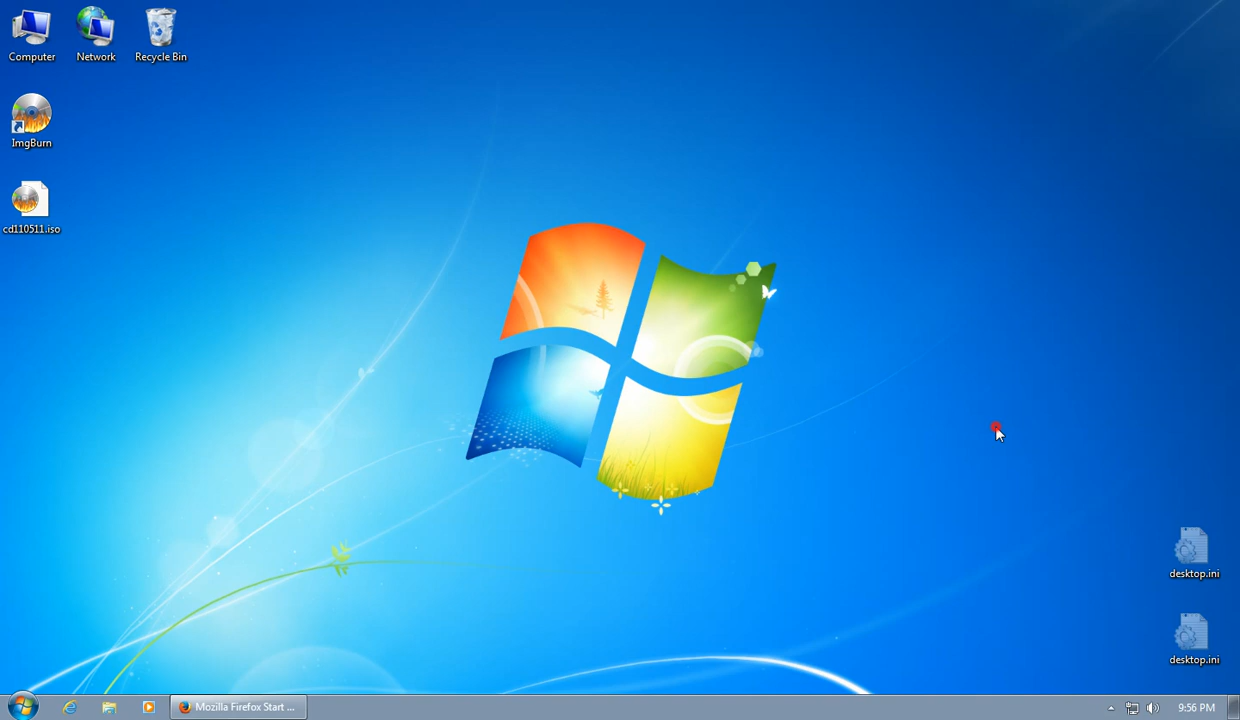 Computer
Network
Recycle Bin
ImgBurn
cd110511.iso
desktop.ini
desktop.ini
Mozilla Firefox Start ...
9:56 PM